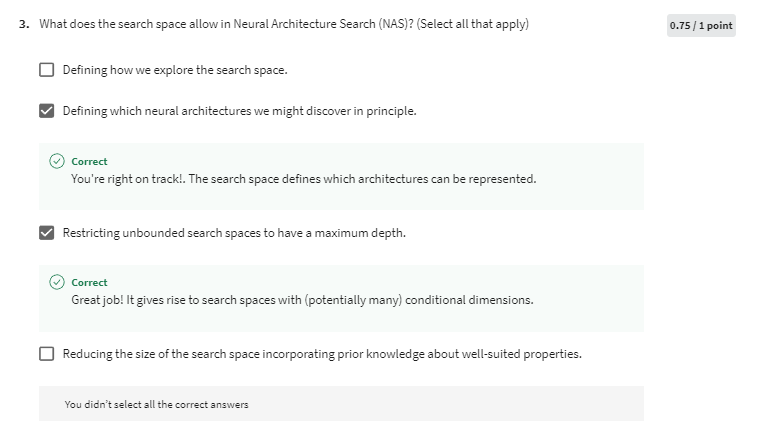 3. What does the search space allow in Neural Architecture Search (NAS)? (Select all that apply)
0.75 / 1 point
Defining how we explore the search space.
Defining which neural architectures we might discover in principle.
Correct
You're right on track!. The search space defines which architectures can be represented.
Restricting unbounded search spaces to have a maximum depth.
Correct
Great job! It gives rise to search spaces with (potentially many) conditional dimensions.
Reducing the size of the search space incorporating prior knowledge about well-suited properties.
You didn't select all the correct answers